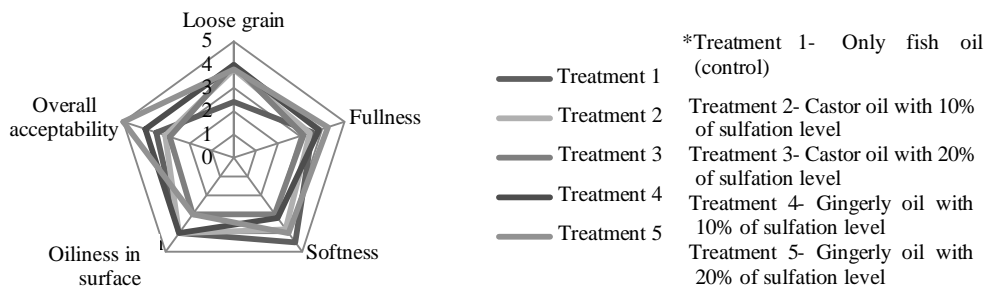 Loose grain
5
4
3
2
1
0
Fullness
Softness
Oiliness in
surface
Overall
acceptability
Treatment 1
Treatment 2
Treatment 3
Treatment 4
Treatment 5
*Treatment 1- Only fish oil
(control)
Treatment 2- Castor oil with 10%
of sulfation level
Treatment 3- Castor oil with 20%
of sulfation level
Treatment 4- Gingerly oil with
10% of sulfation level
Treatment 5- Gingerly oil with
20% of sulfation level